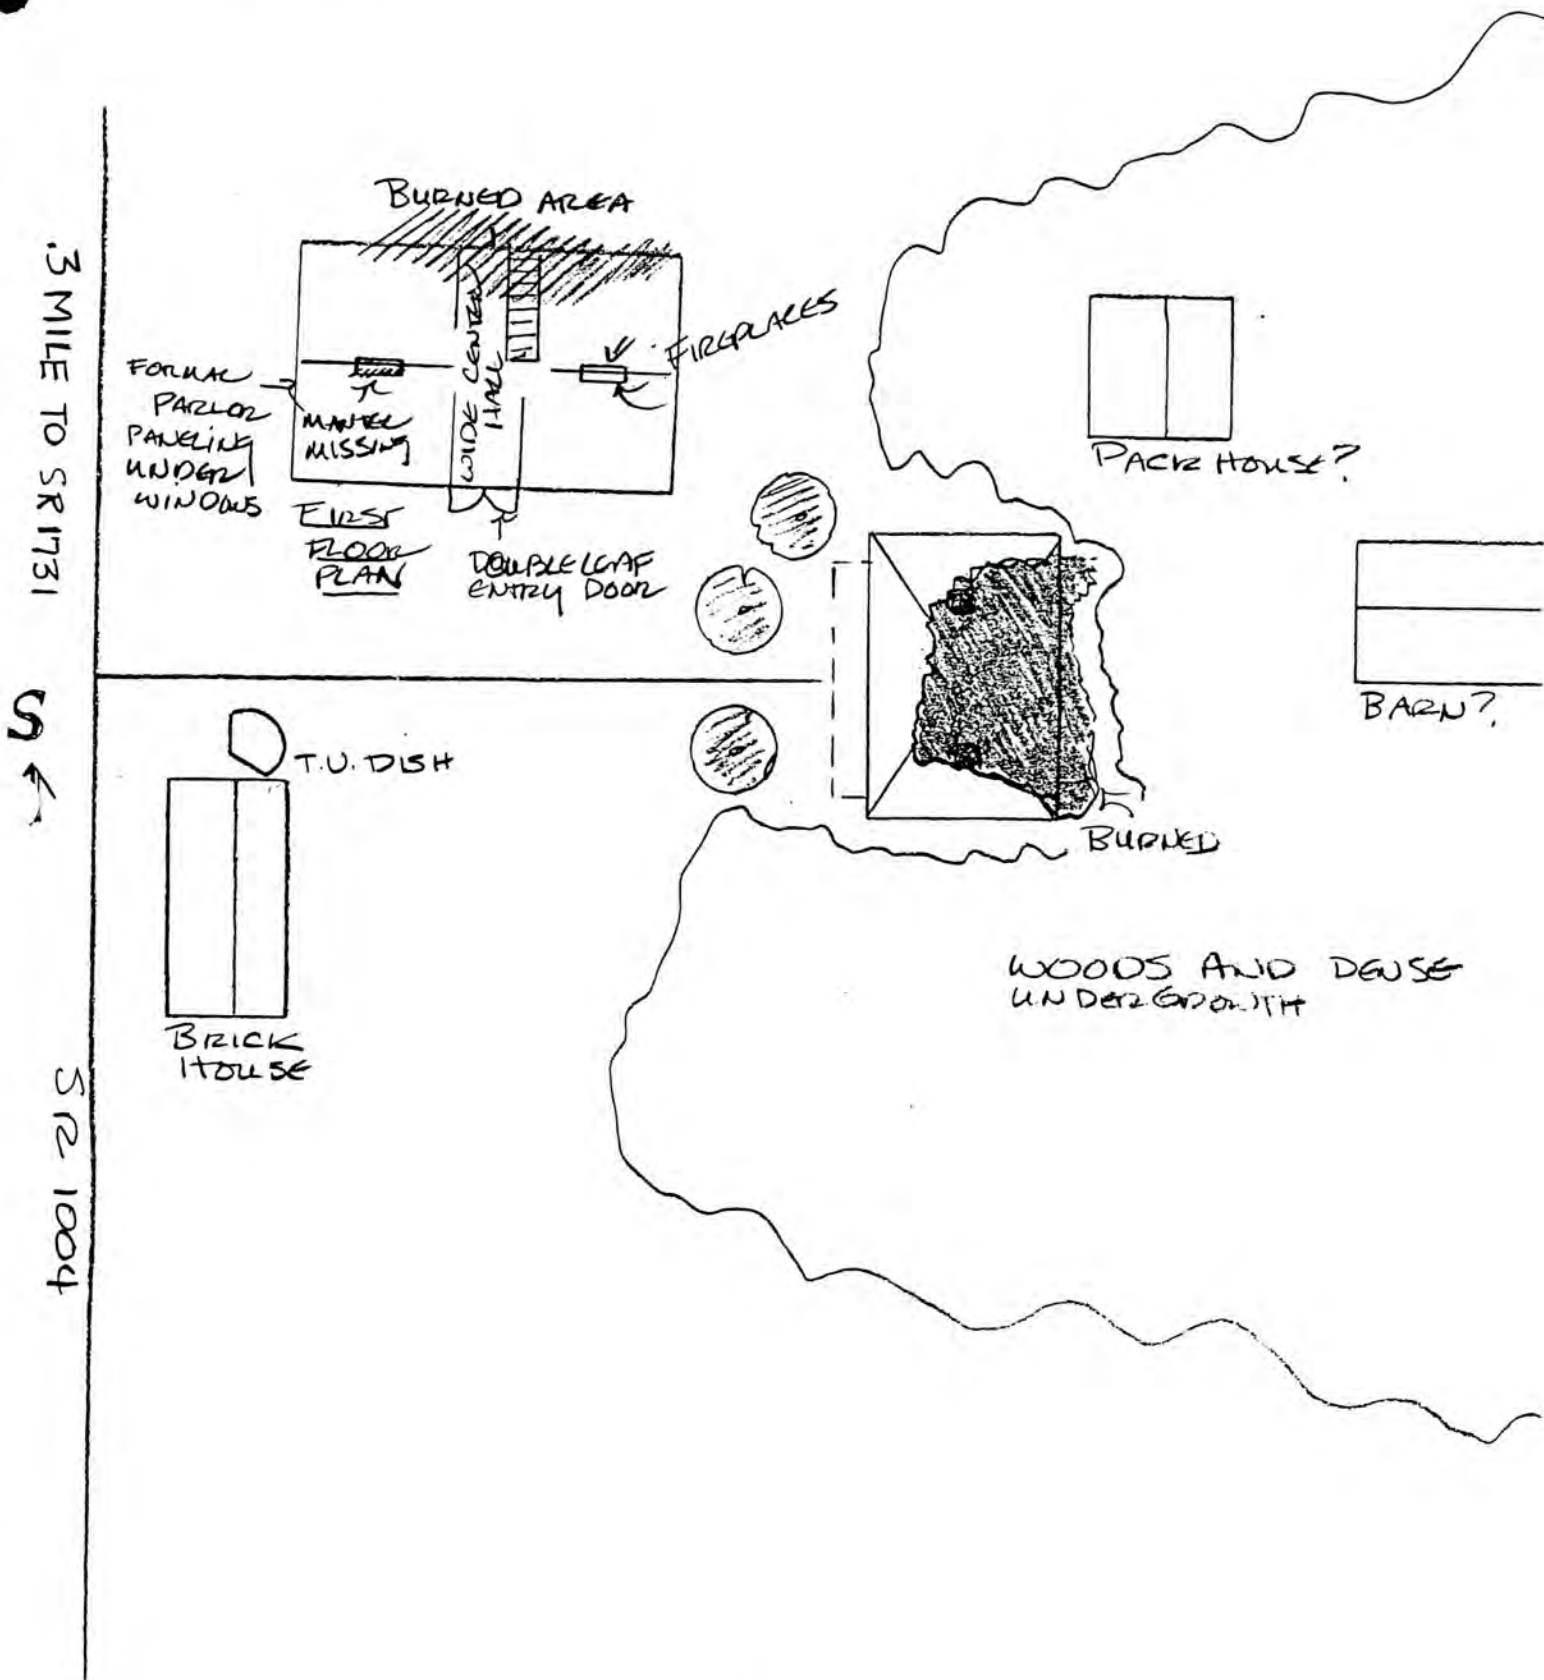 BURNED AREA
.3 MILE TO SR 1731
FIREPLACES
WIDE CENTER
HALL
FORMAL
PARLOR
PANELING
UNDER
WINDOWS
MANTEL
MISSING
FIRST
FLOOR
PLAN
DOUBLE LEAF
ENTRY DOOR
PACK HOUSE?
BARN?
S
T.V. DISH
BURNED
BRICK
HOUSE
WOODS AND DENSE
UNDERGROWTH
SR 1004